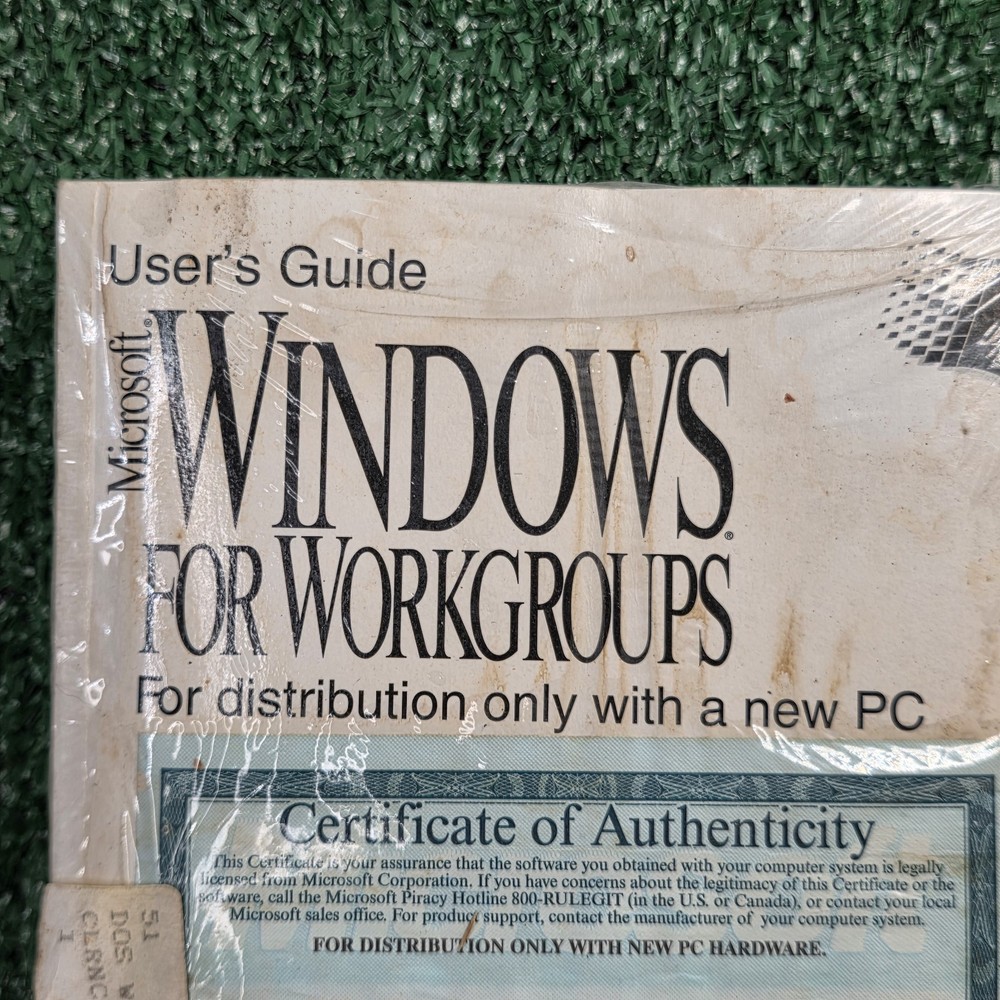 User's Guide
Microsoft®
WINDOWS®
FOR WORKGROUPS
For distribution only with a new PC
Certificate of Authenticity
This Certificate is your assurance that the software you obtained with your computer system is legally
licensed from Microsoft Corporation. If you have concerns about the legitimacy of this Certificate or the
software, call the Microsoft Piracy Hotline 800-RULEGIT (in the U.S. or Canada), or contact your local
Microsoft sales office. For product support, contact the manufacturer of your computer system.
FOR DISTRIBUTION ONLY WITH NEW PC HARDWARE.
51
DOS W
CLRNC
I